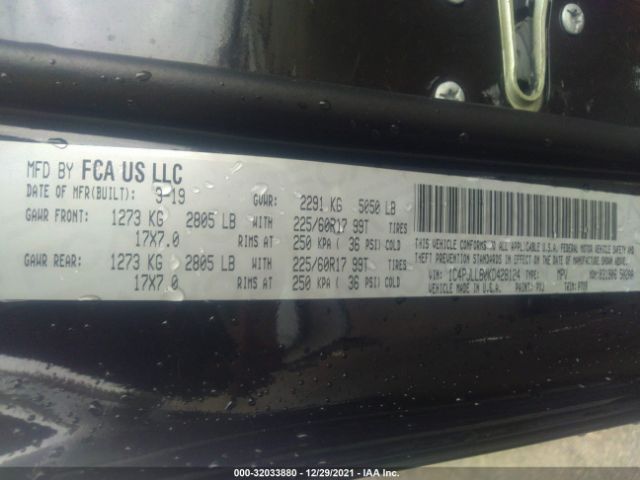 MFD BY FCA US LLC
DATE OF MFR(BUILT): 9-19 GVWR: 2291 KG 5050 LB
GAWR FRONT: 1273 KG 2805 LB WITH 225/60R17 99T TIRES
17X7.0 RIMS AT 250 KPA ( 36 PSI) COLD
GAWR REAR: 1273 KG 2805 LB WITH 225/60R17 99T TIRES
17X7.0 RIMS AT 250 KPA ( 36 PSI) COLD
THIS VEHICLE CONFORMS TO ALL APPLICABLE U.S.A. FEDERAL MOTOR VEHICLE SAFETY AND
THEFT PREVENTION STANDARDS IN EFFECT ON THE DATE OF MANUFACTURE SHOWN ABOVE.
VIN: TYPE: MPV
MADE IN U.S.A. PAINT: TRIM:
000-32033880 - 12/29/2021 - IAA Inc.